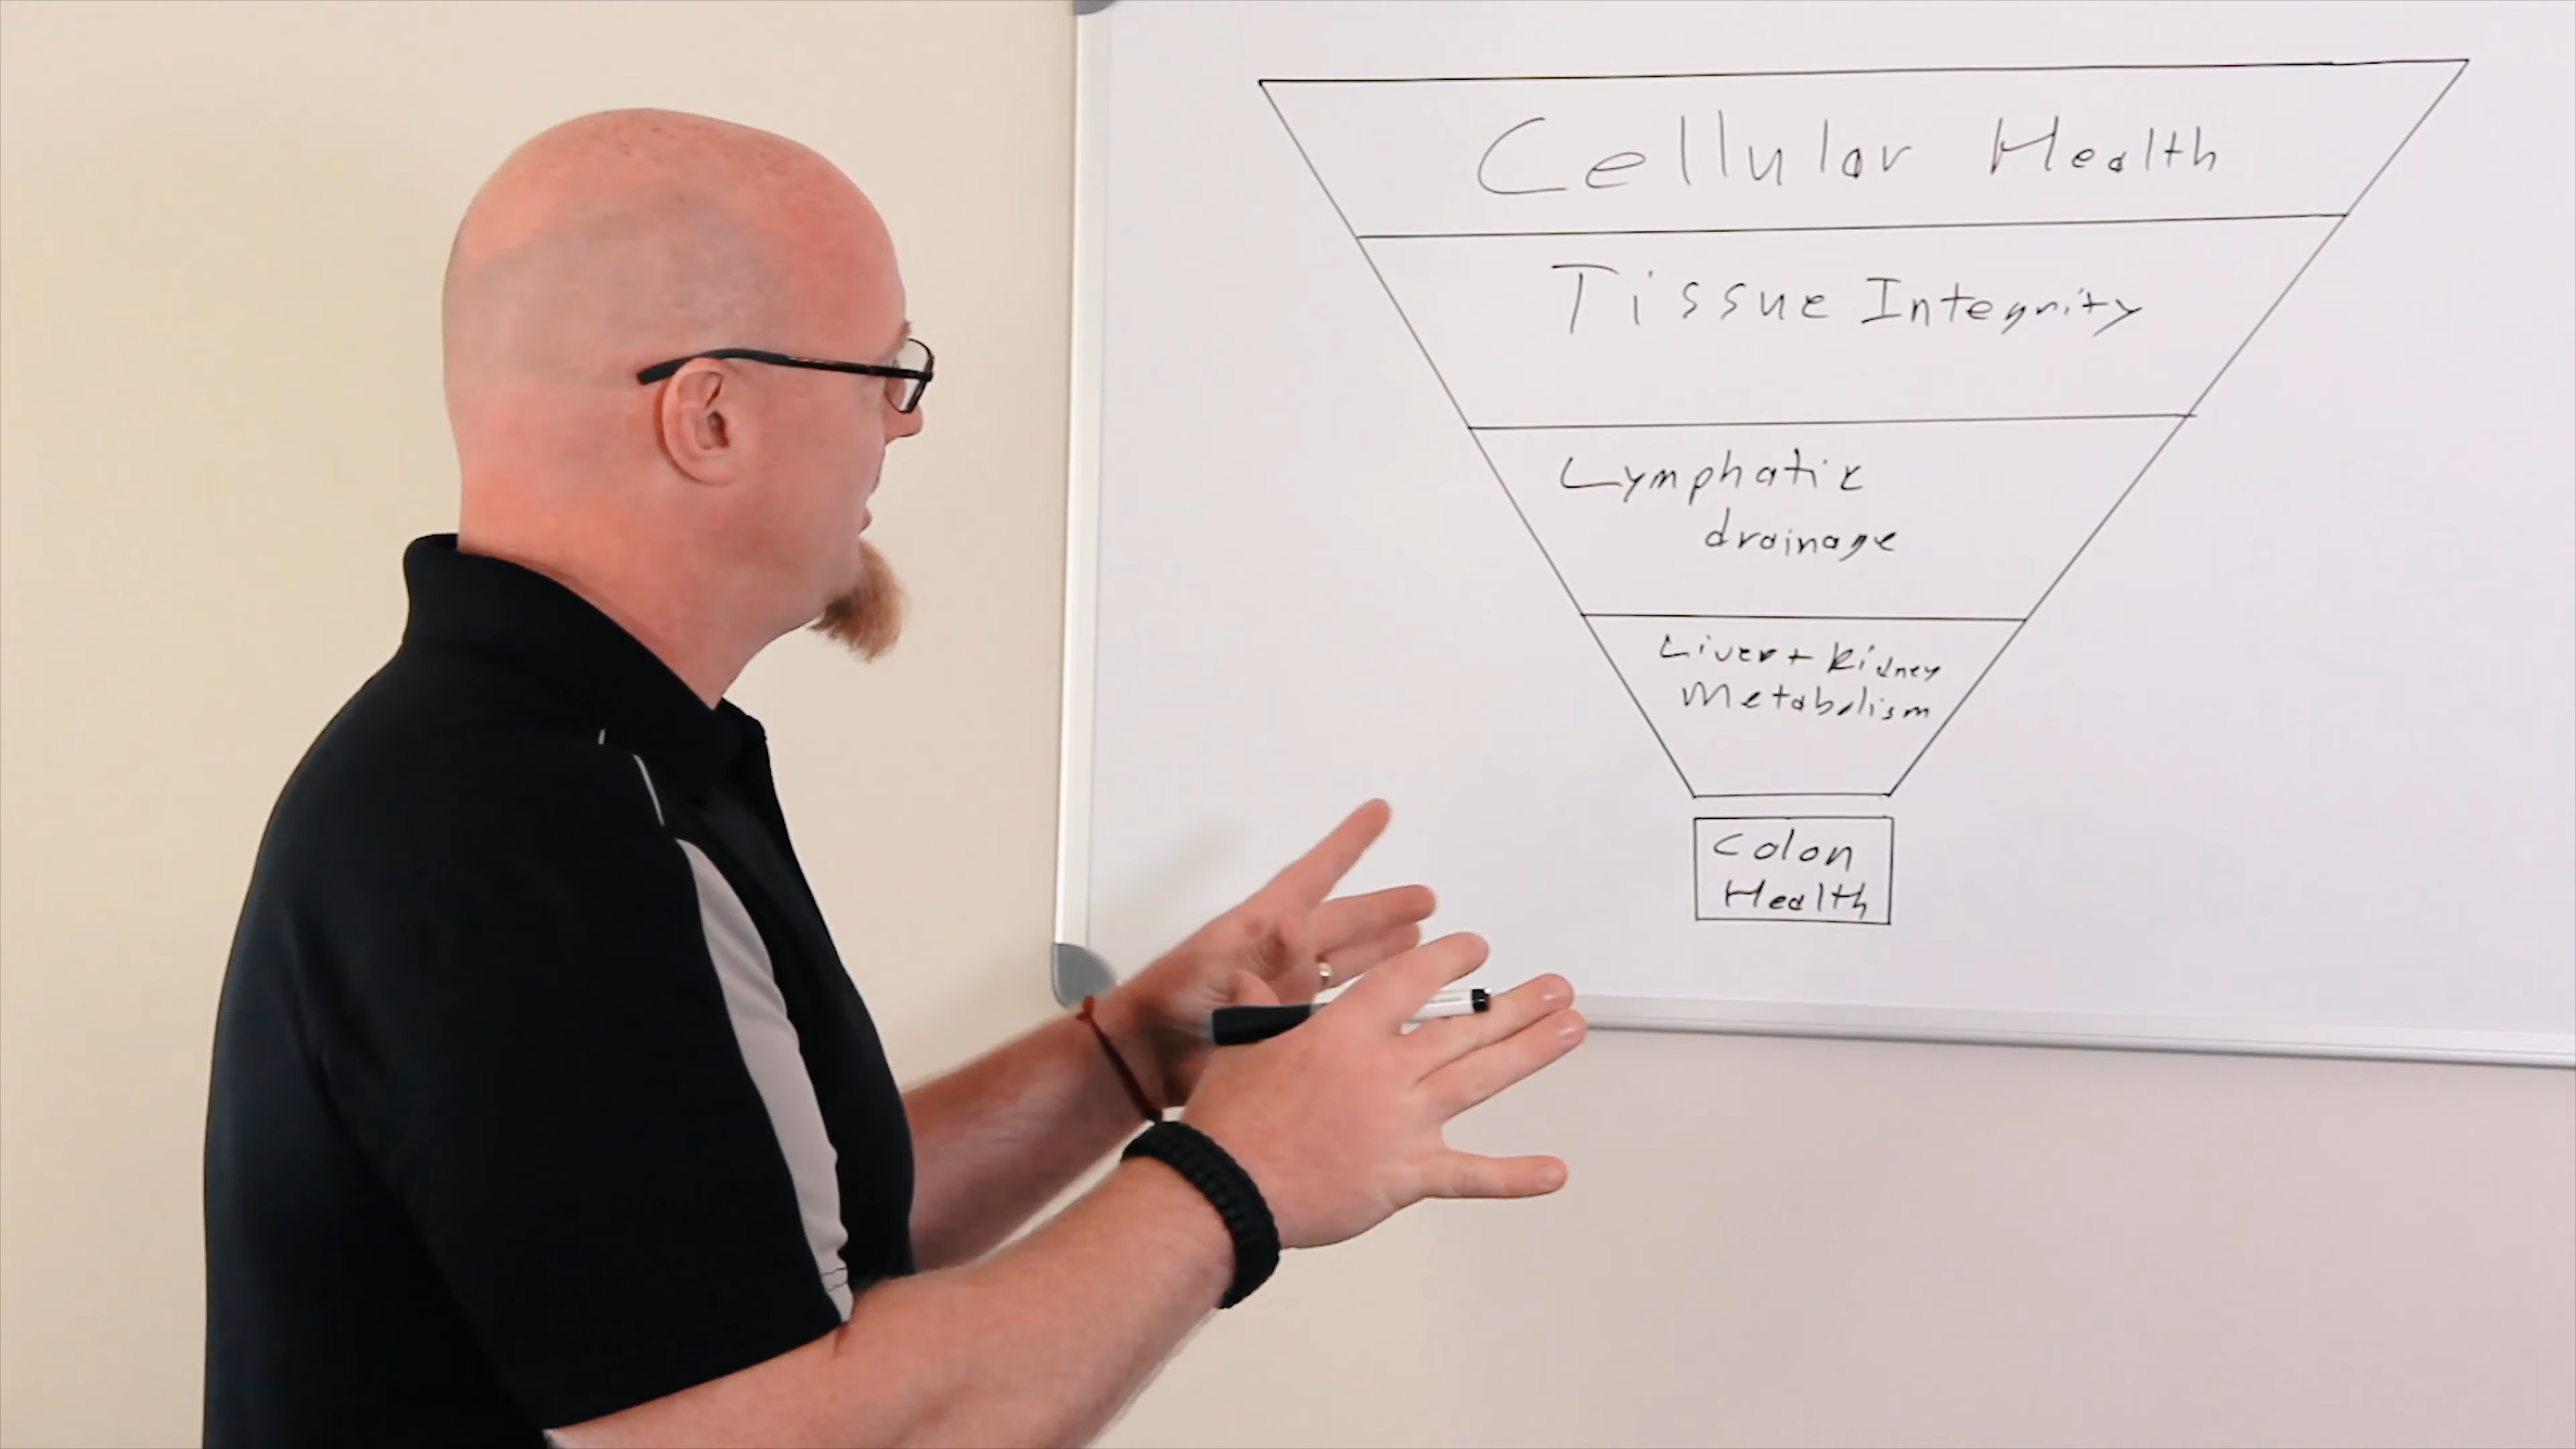 Cellular Health
Tissue Integrity
Lymphatic
drainage
Liver + Kidney
Metabolism
Colon
Health